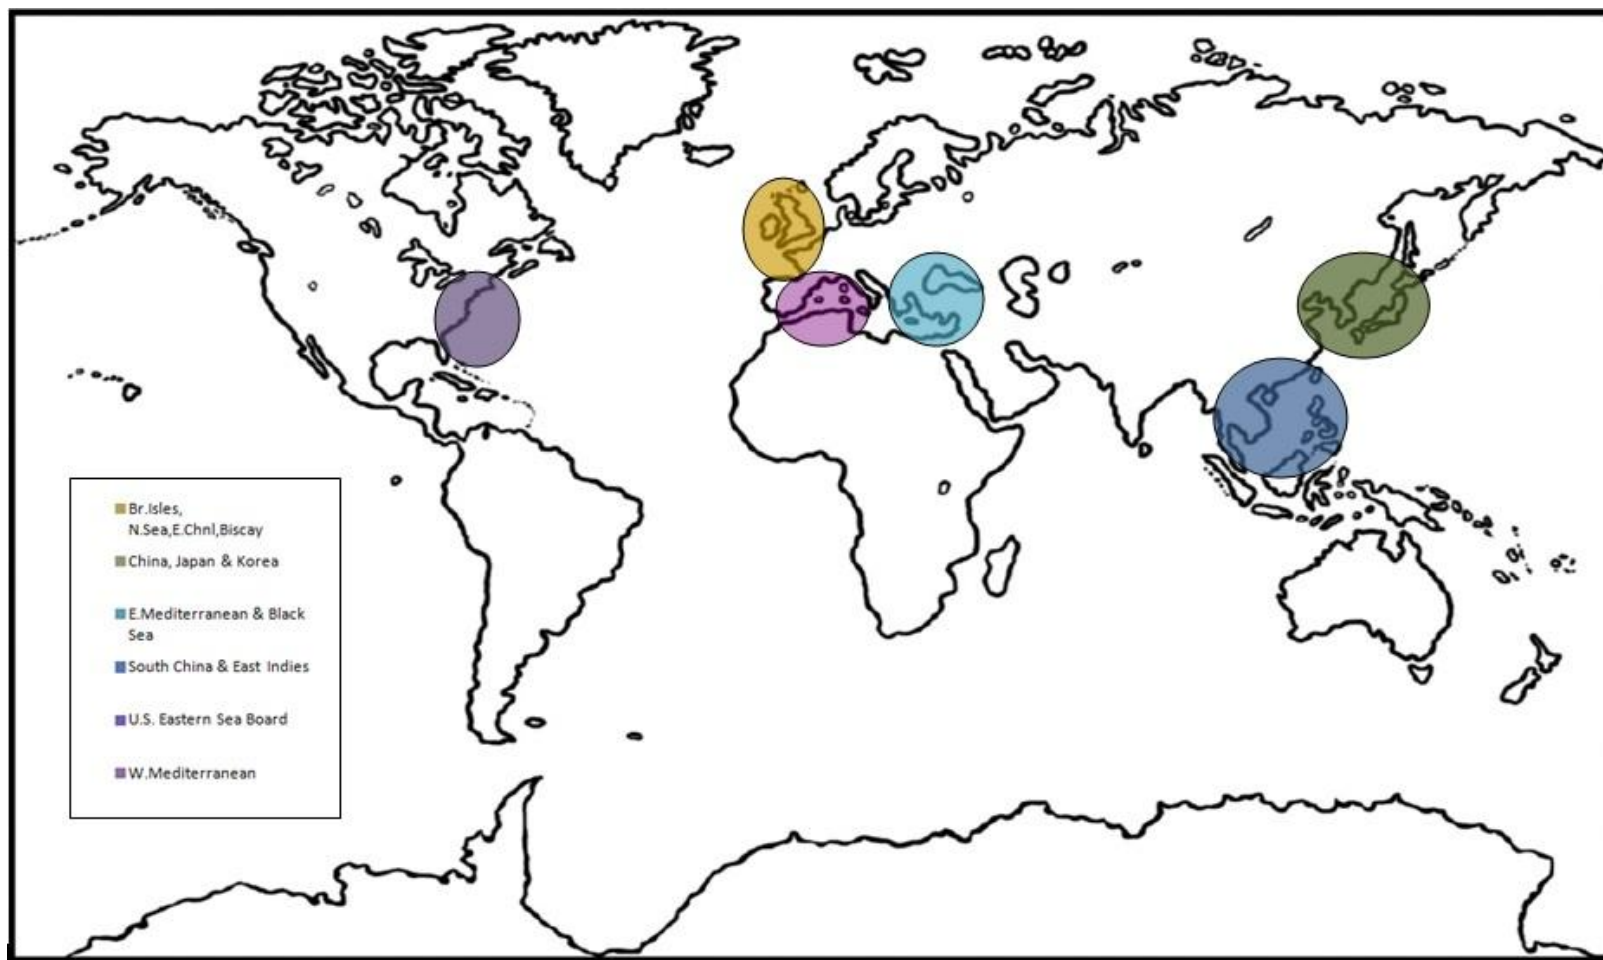 Br.Isles,
N.Sea,E.Chnl,Biscay
China, Japan & Korea
E.Mediterranean & Black
Sea
South China & East Indies
U.S. Eastern Sea Board
W.Mediterranean